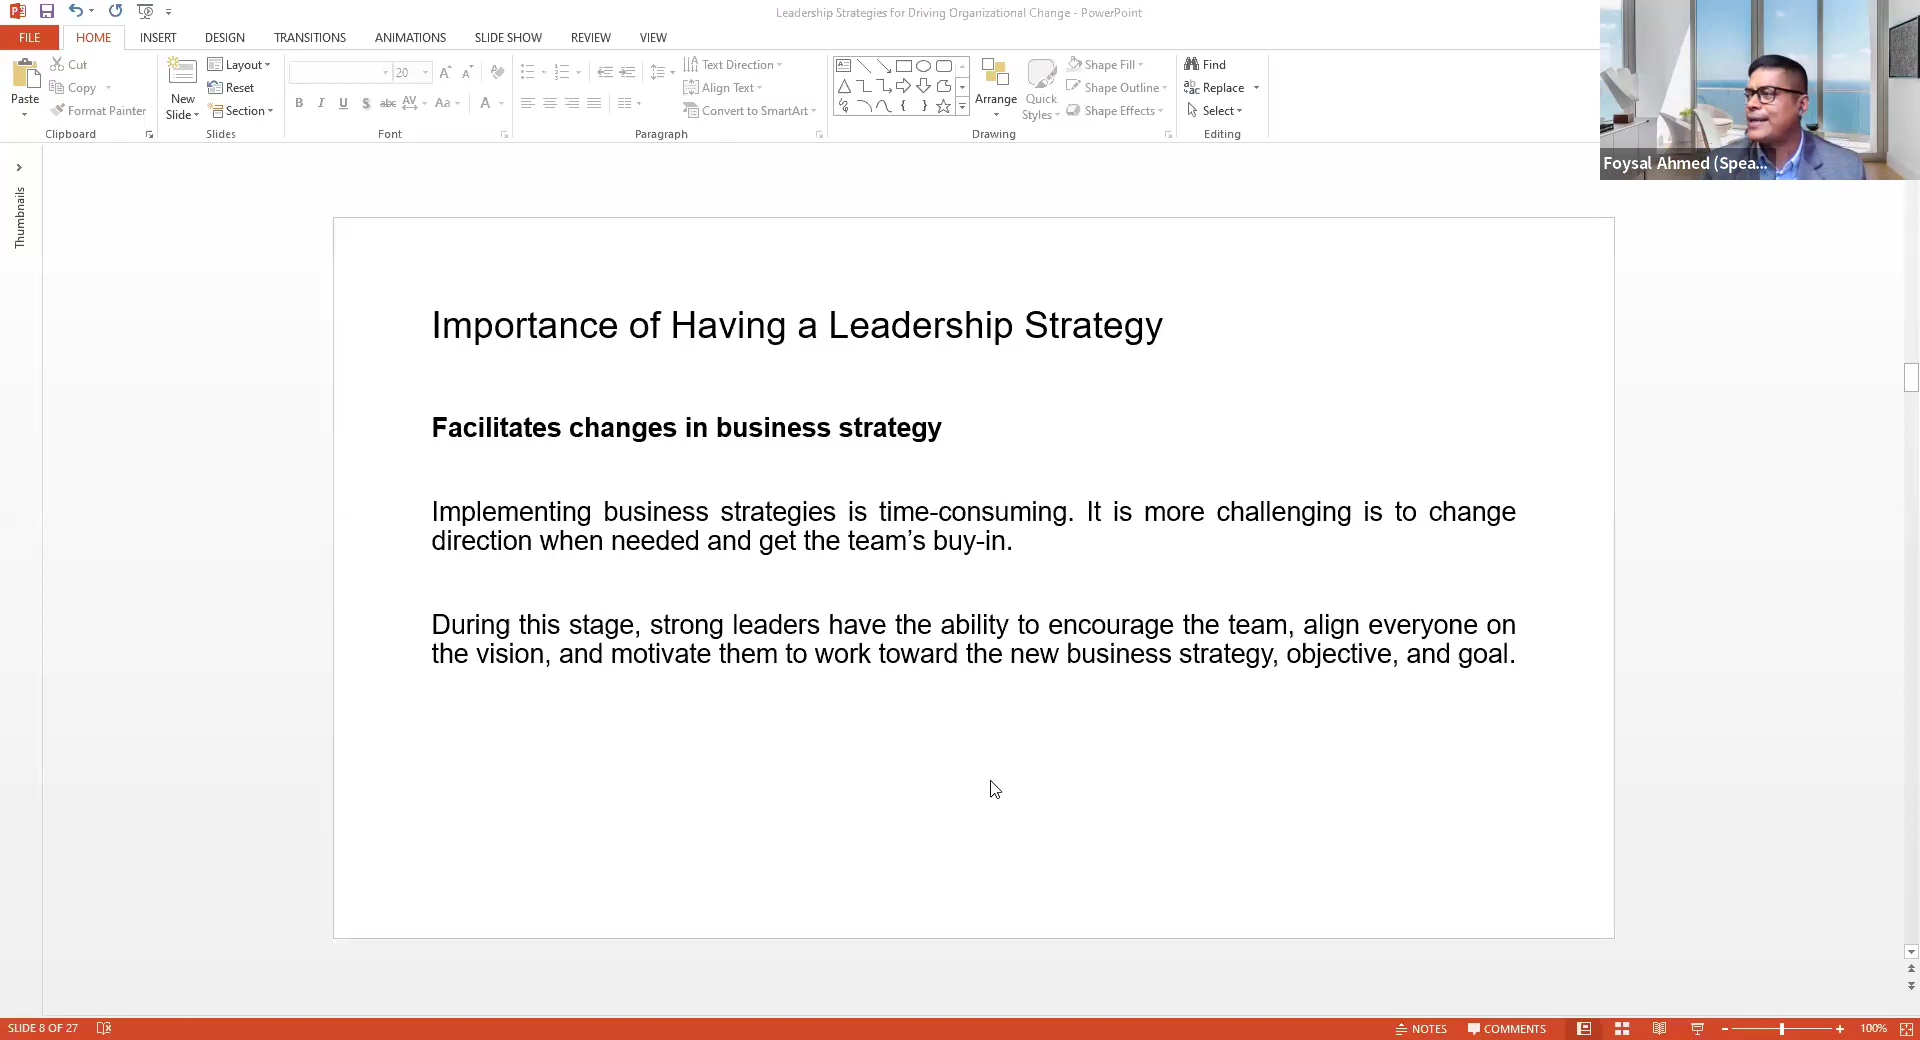 Leadership Strategies for Driving Organizational Change - PowerPoint
FILE
HOME
INSERT
DESIGN
TRANSITIONS
ANIMATIONS
SLIDE SHOW
REVIEW
VIEW
Paste
Cut
Copy
Format Painter
Clipboard
New
Slide
Layout
Reset
Section
Slides
20
B I U S abc AV Aa A
Font
Text Direction
Align Text
Convert to SmartArt
Paragraph
Arrange
Quick
Styles
Shape Fill
Shape Outline
Shape Effects
Drawing
Find
Replace
Select
Editing
Foysal Ahmed (Spea...
Thumbnails
Importance of Having a Leadership Strategy
Facilitates changes in business strategy
Implementing business strategies is time-consuming. It is more challenging is to change
direction when needed and get the team’s buy-in.
During this stage, strong leaders have the ability to encourage the team, align everyone on
the vision, and motivate them to work toward the new business strategy, objective, and goal.
SLIDE 8 OF 27
NOTES
COMMENTS
100%